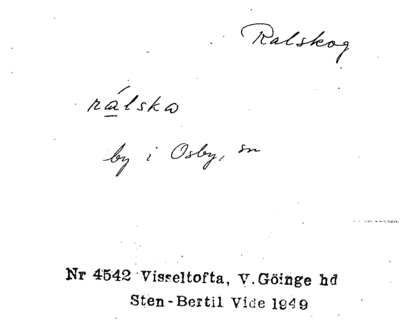 Ralskog
rálska
by i Osby, sn
Nr 4542 Visseltofta, V.Göinge hd
Sten-Bertil Vide 1949